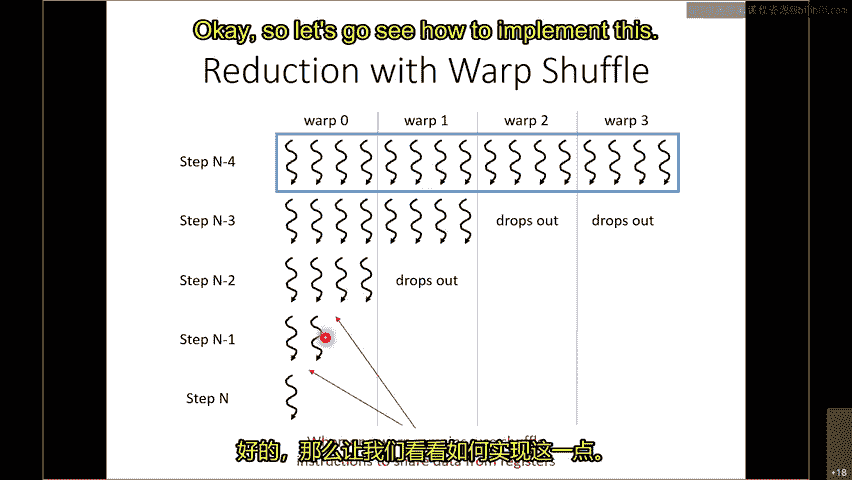 Okay, so let's go see how to implement this.
Reduction with Warp Shuffle
warp 0 warp 1 warp 2 warp 3
Step N-4
Step N-3 drops out drops out
Step N-2 drops out
Step N-1
Step N
好的，那么让我们看看如何实现这一点。
instructions to share data from registers
+18